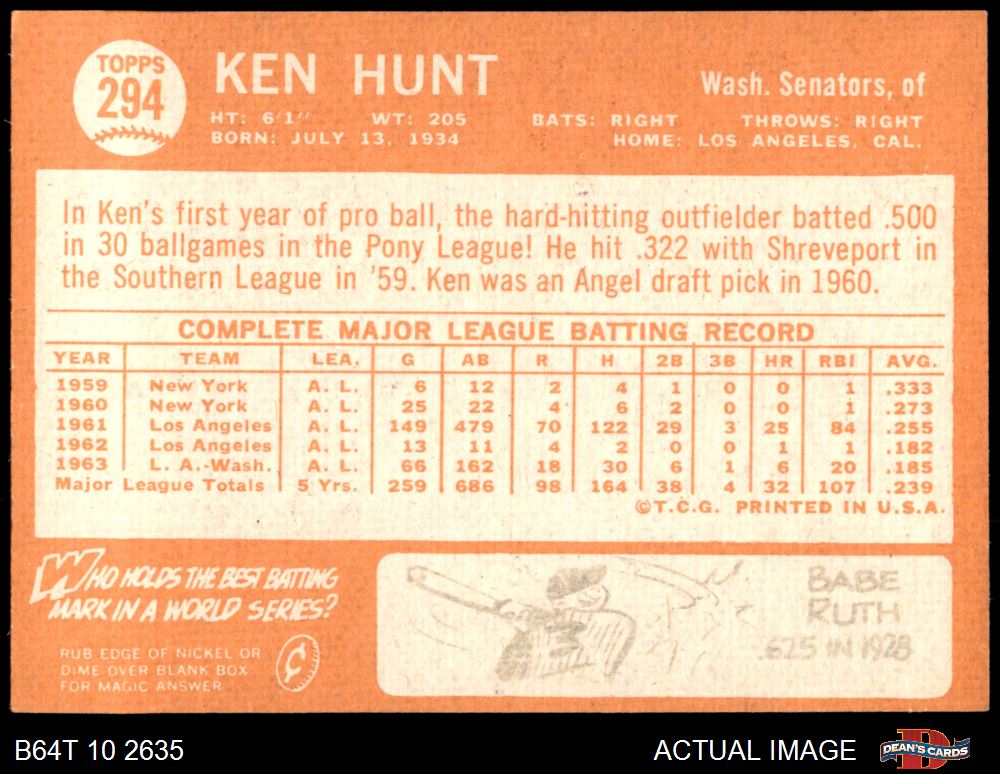 TOPPS
294
KEN HUNT
Wash. Senators, of
HT: 6'1" WT: 205 BATS: RIGHT THROWS: RIGHT
BORN: JULY 13, 1934 HOME: LOS ANGELES, CAL.
In Ken's first year of pro ball, the hard-hitting outfielder batted .500
in 30 ballgames in the Pony League! He hit .322 with Shreveport in
the Southern League in '59. Ken was an Angel draft pick in 1960.
COMPLETE MAJOR LEAGUE BATTING RECORD
YEAR TEAM LEA. G AB R H 2B 3B HR RBI AVG.
1959 New York A. L. 6 12 2 4 1 0 0 1 .333
1960 New York A. L. 25 22 4 6 2 0 0 1 .273
1961 Los Angeles A. L. 149 479 70 122 29 3 25 84 .255
1962 Los Angeles A. L. 13 11 4 2 0 0 1 1 .182
1963 L. A.-Wash. A. L. 66 162 18 30 6 1 6 20 .185
Major League Totals 5 Yrs. 259 686 98 164 38 4 32 107 .239
©T.C.G. PRINTED IN U.S.A.
WHO HOLDS THE BEST BATTING
MARK IN A WORLD SERIES?
RUB EDGE OF NICKEL OR
DIME OVER BLANK BOX
FOR MAGIC ANSWER
¢
BABE
RUTH
.625 IN 1928
B64T 10 2635
ACTUAL IMAGE
DEAN'S CARDS